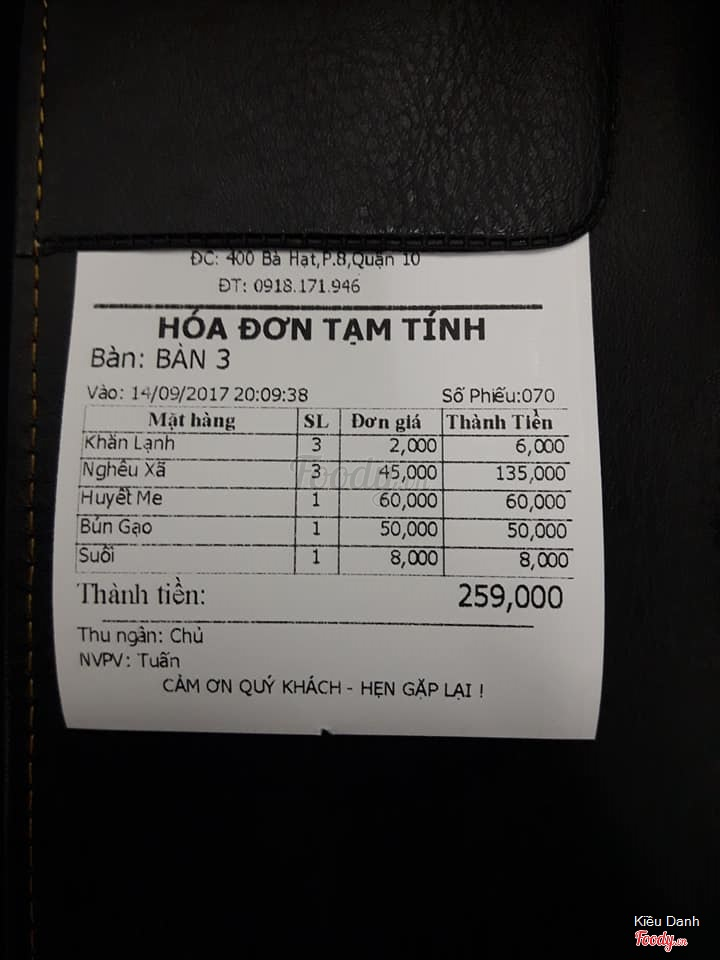 ĐC: 400 Bà Hạt,P.8,Quận 10
ĐT: 0918.171.946
HÓA ĐƠN TẠM TÍNH
Bàn: BÀN 3
Vào: 14/09/2017 20:09:38 Số Phiếu:070
Mặt hàng SL Đơn giá Thành Tiền
Khăn Lạnh 3 2,000 6,000
Nghêu Xã 3 45,000 135,000
Huyết Me 1 60,000 60,000
Bún Gạo 1 50,000 50,000
Suối 1 8,000 8,000
Thành tiền: 259,000
Thu ngân: Chủ
NVPV: Tuấn
CẢM ƠN QUÝ KHÁCH - HẸN GẶP LẠI !
Foody.vn
Kiều Danh
Foody.vn